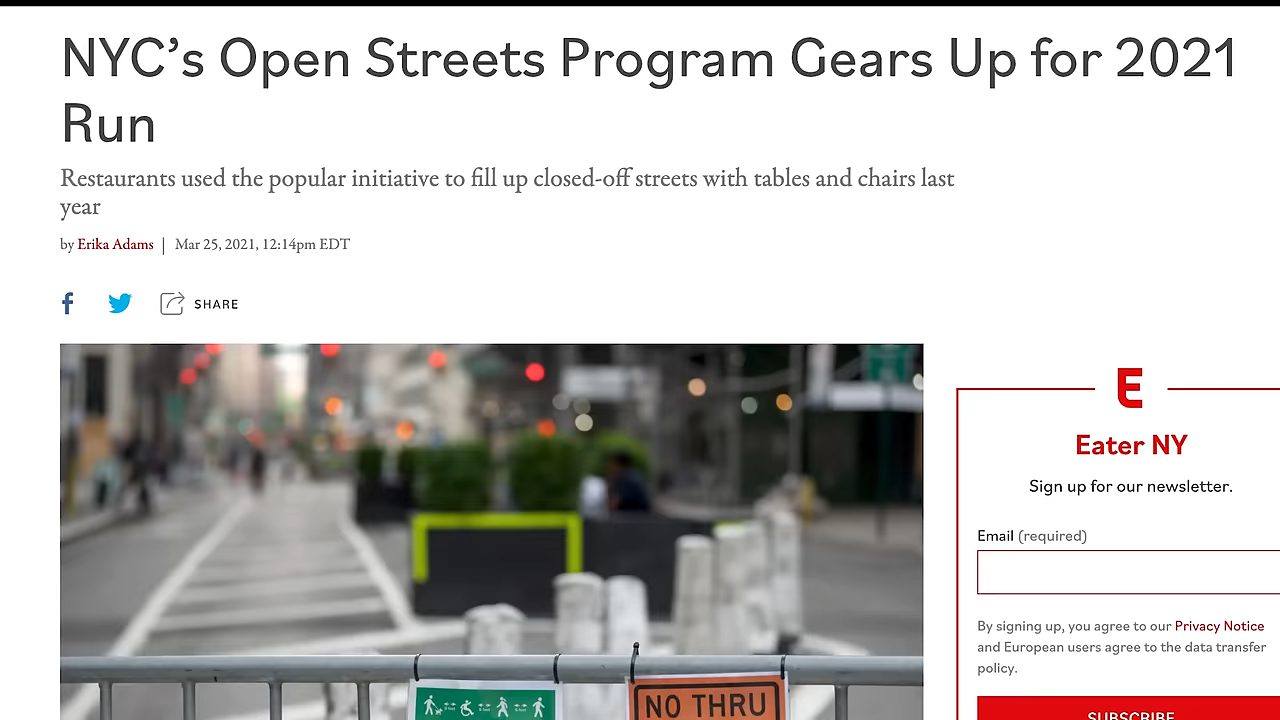 NYC’s Open Streets Program Gears Up for 2021
Run
Restaurants used the popular initiative to fill up closed-off streets with tables and chairs last
year
by Erika Adams | Mar 25, 2021, 12:14pm EDT
SHARE
E
Eater NY
Sign up for our newsletter.
Email (required)
By signing up, you agree to our Privacy Notice
and European users agree to the data transfer
policy.
SUBSCRIBE
NO THRU